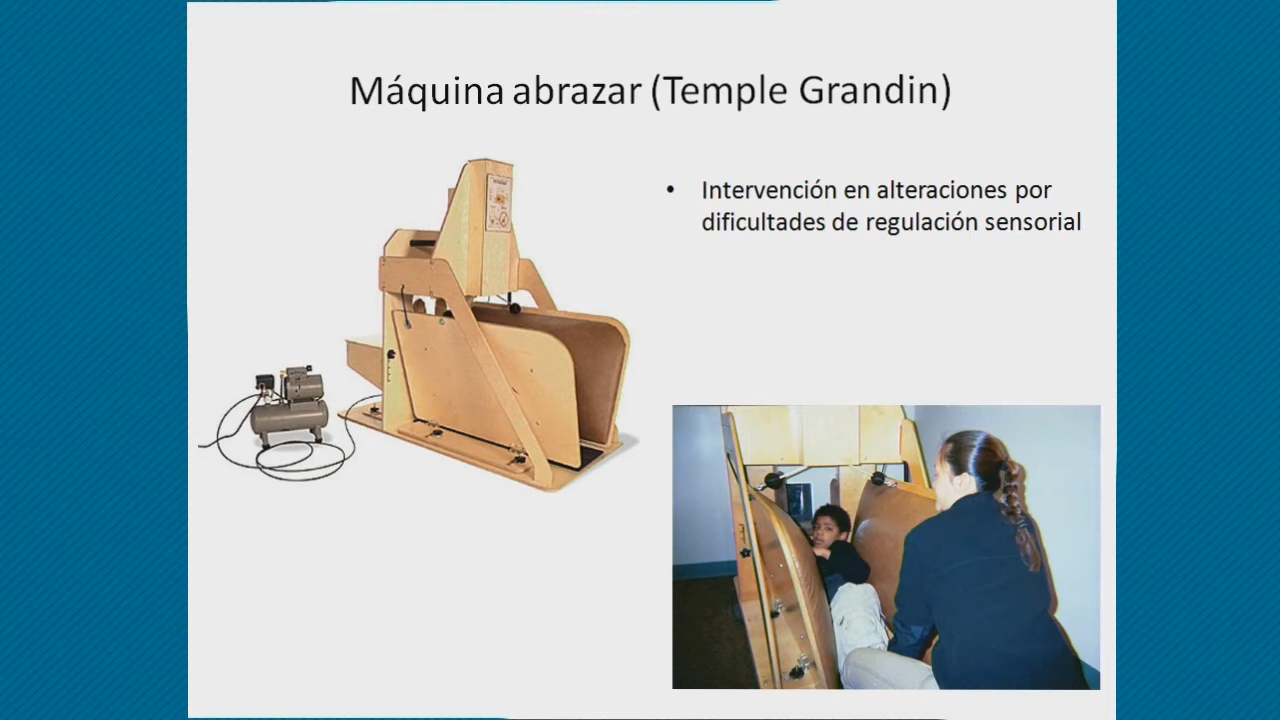 Máquina abrazar (Temple Grandin)
• Intervención en alteraciones por
dificultades de regulación sensorial